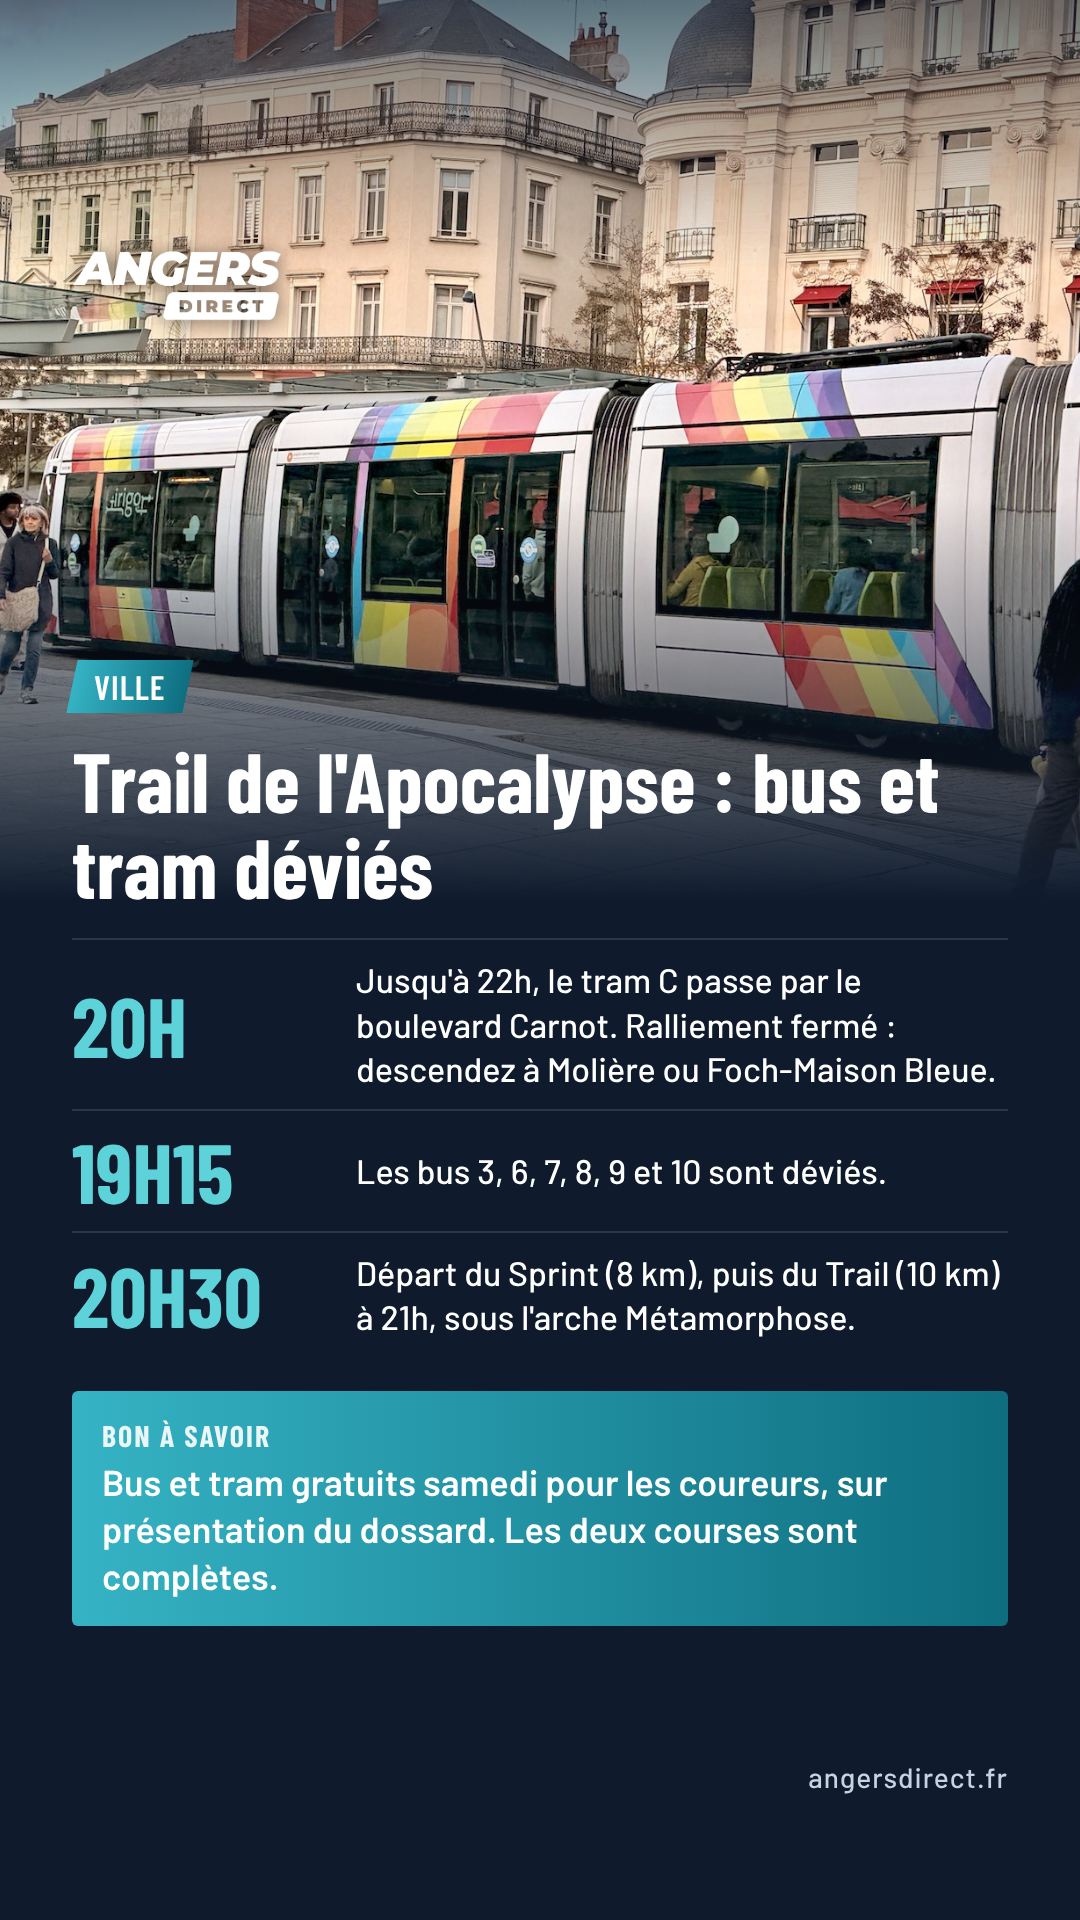 ANGERS
DIRECT
irigo
VILLE
Trail de l'Apocalypse : bus et
tram déviés
20H
Jusqu'à 22h, le tram C passe par le
boulevard Carnot. Ralliement fermé :
descendez à Molière ou Foch-Maison Bleue.
19H15
Les bus 3, 6, 7, 8, 9 et 10 sont déviés.
20H30
Départ du Sprint (8 km), puis du Trail (10 km)
à 21h, sous l'arche Métamorphose.
BON À SAVOIR
Bus et tram gratuits samedi pour les coureurs, sur
présentation du dossard. Les deux courses sont
complètes.
angersdirect.fr